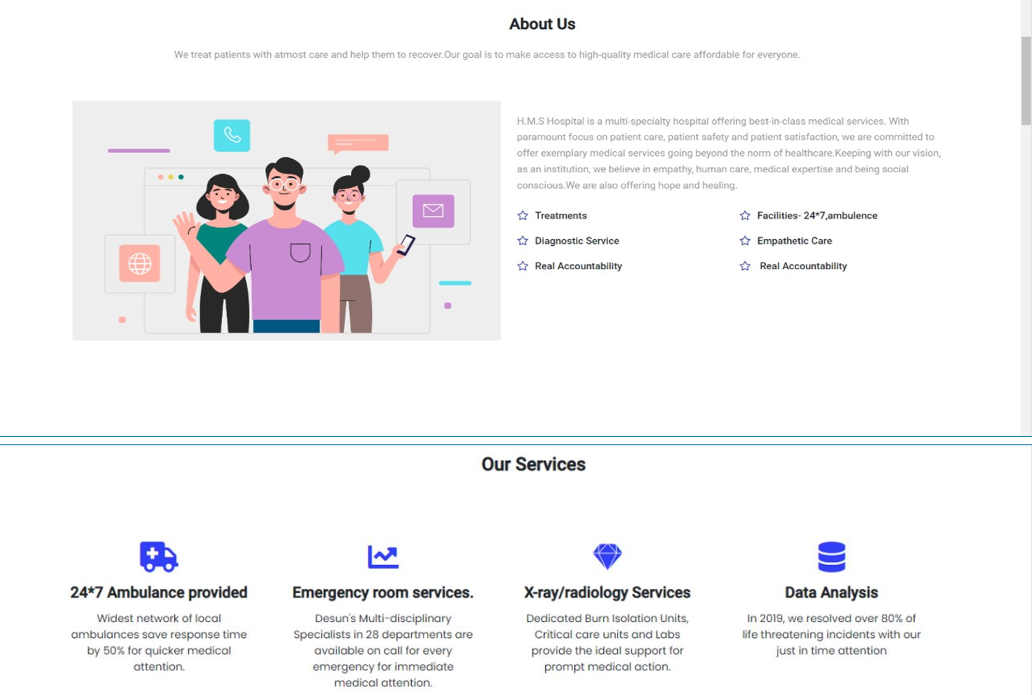 About Us
We treat patients with atmost care and help them to recover.Our goal is to make access to high-quality medical care affordable for everyone.
H.M.S Hospital is a multi-specialty hospital offering best-in-class medical services. With
paramount focus on patient care, patient safety and patient satisfaction, we are committed to
offer exemplary medical services going beyond the norm of healthcare.Keeping with our vision,
as an institution, we believe in empathy, human care, medical expertise and being social
conscious.We are also offering hope and healing.
Treatments
Facilities- 24*7,ambulence
Diagnostic Service
Empathetic Care
Real Accountability
Real Accountability
Our Services
24*7 Ambulance provided
Widest network of local
ambulances save response time
by 50% for quicker medical
attention.
Emergency room services.
Desun's Multi-disciplinary
Specialists in 28 departments are
available on call for every
emergency for immediate
medical attention.
X-ray/radiology Services
Dedicated Burn Isolation Units,
Critical care units and Labs
provide the ideal support for
prompt medical action.
Data Analysis
In 2019, we resolved over 80% of
life threatening incidents with our
just in time attention